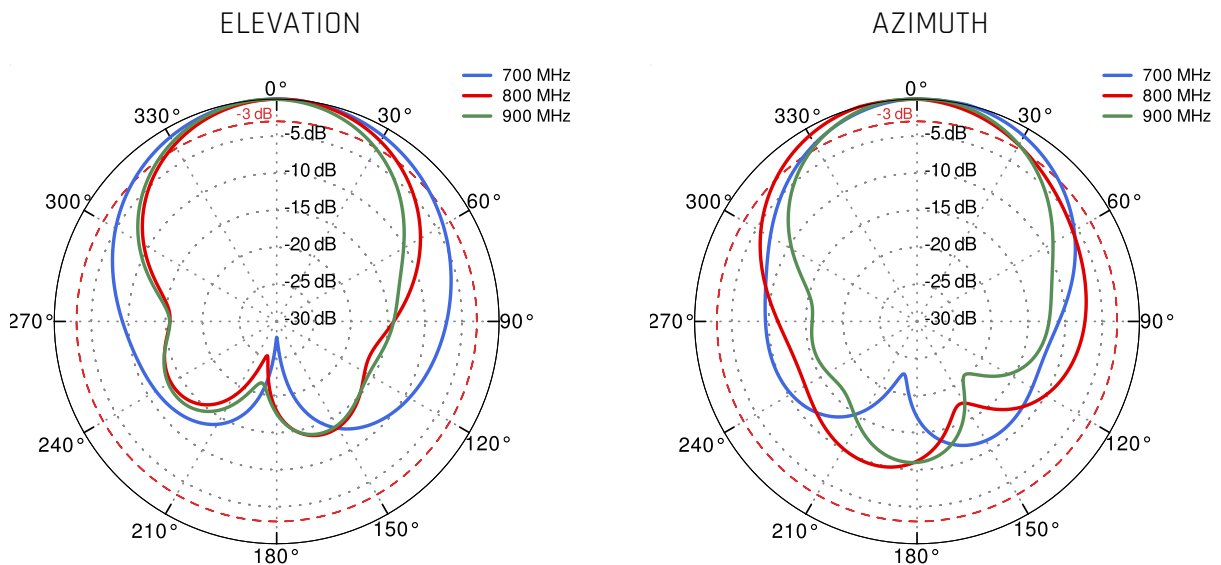 ELEVATION
700 MHz
800 MHz
900 MHz
0°
330°
-3 dB
30°
-5 dB
-10 dB
300°
60°
-15 dB
-20 dB
-25 dB
270°
-30 dB
90°
240°
120°
210°
150°
180°
AZIMUTH
700 MHz
800 MHz
900 MHz
0°
330°
-3 dB
30°
-5 dB
-10 dB
300°
60°
-15 dB
-20 dB
-25 dB
270°
-30 dB
90°
240°
120°
210°
150°
180°